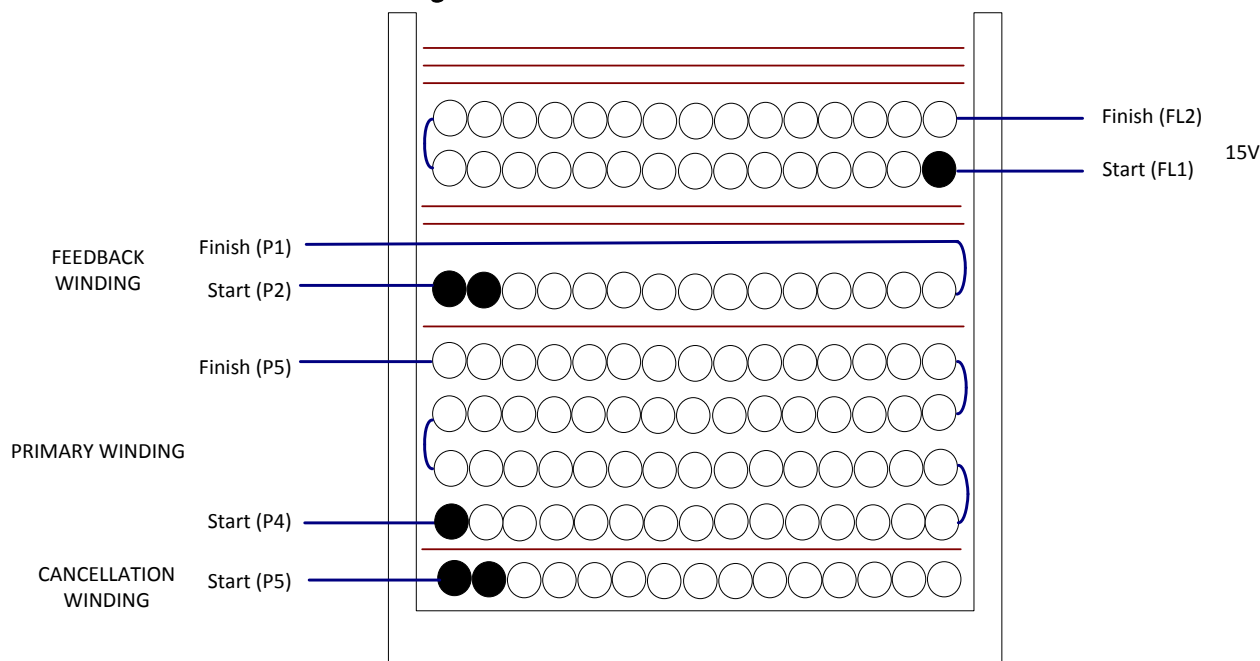 g
Finish (FL2)
15V
Start (FL1)
Finish (P1)
FEEDBACK
WINDING
Start (P2)
Finish (P5)
PRIMARY WINDING
Start (P4)
CANCELLATION
WINDING
Start (P5)